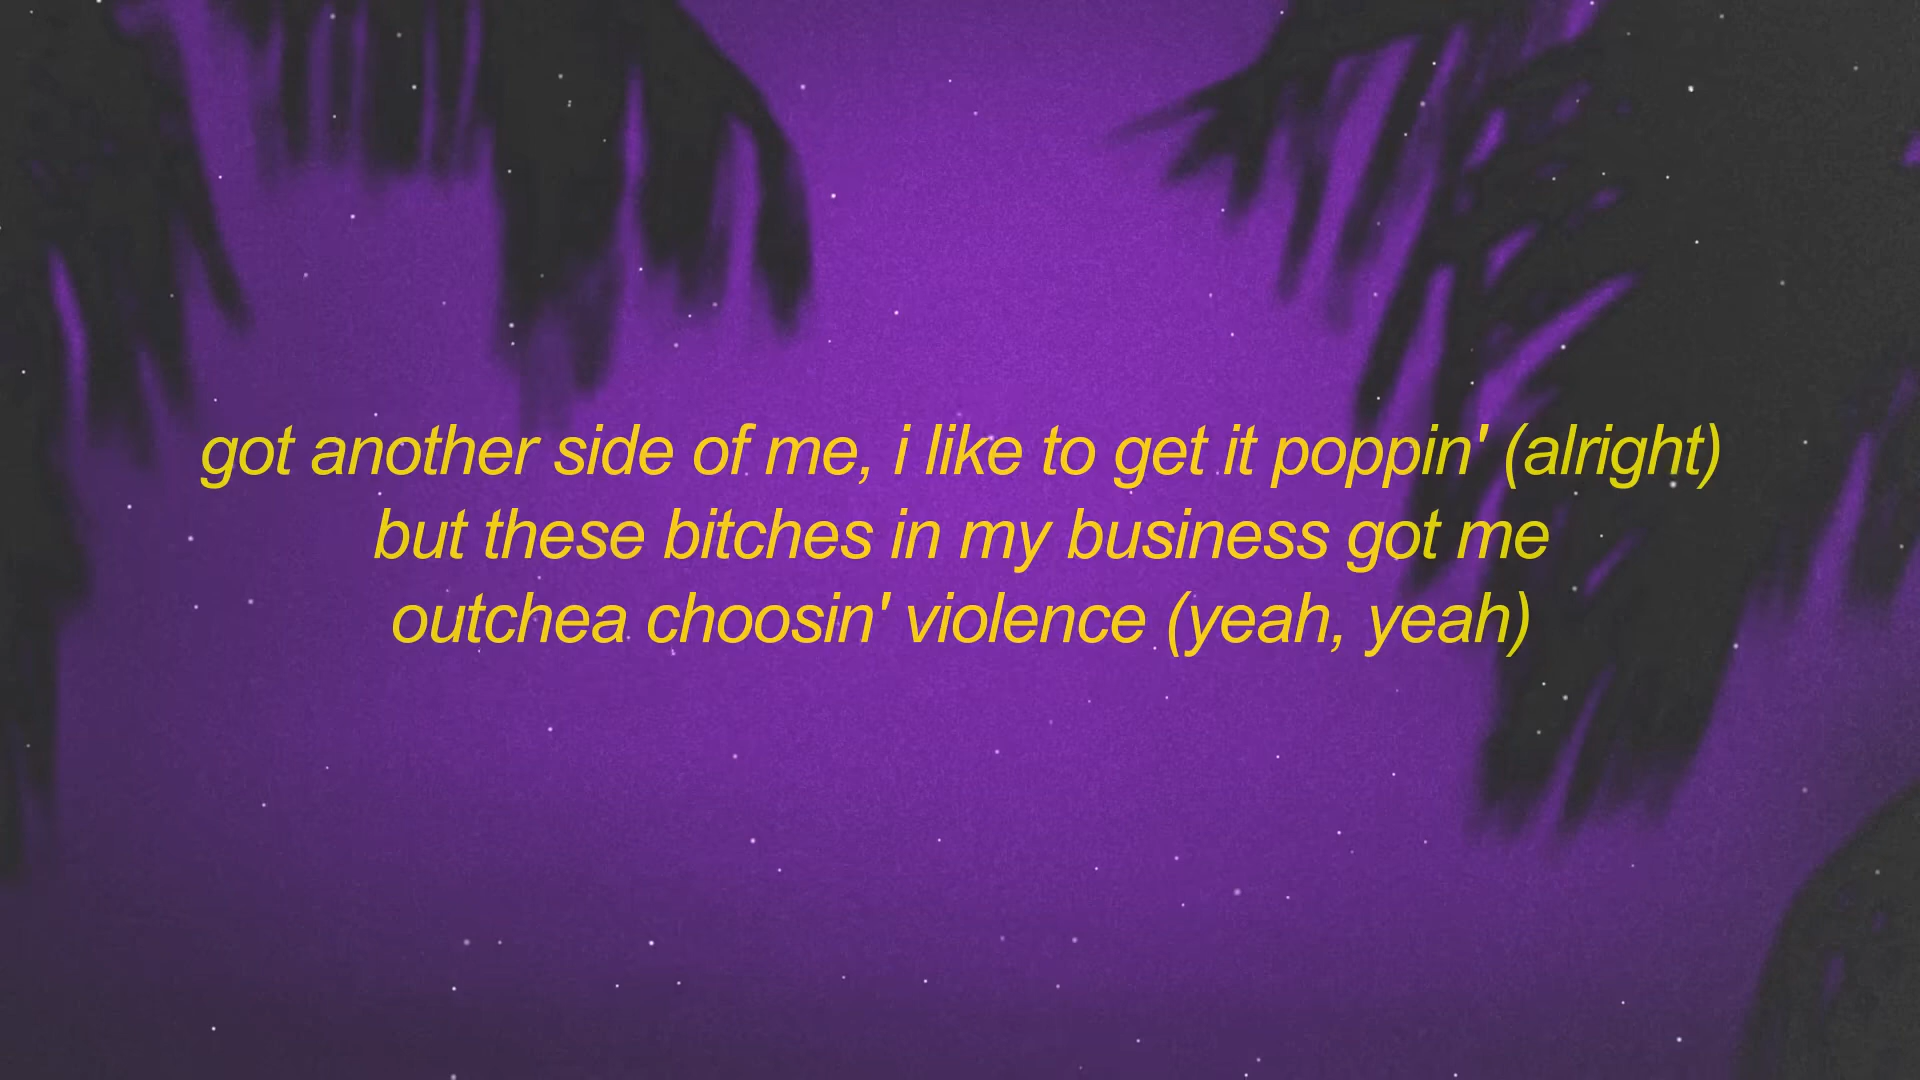 got another side of me, i like to get it poppin' (alright)
but these bitches in my business got me
outchea choosin' violence (yeah, yeah)